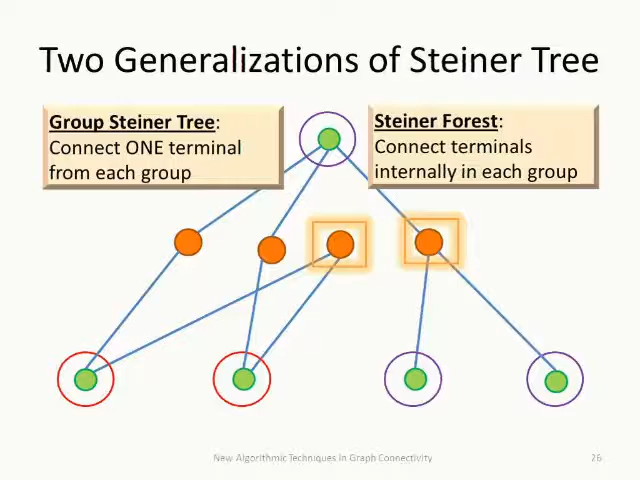 Two Generalizations of Steiner Tree
Group Steiner Tree:
Connect ONE terminal
from each group
Steiner Forest:
Connect terminals
internally in each group
New Algorithmic Techniques in Graph Connectivity
26